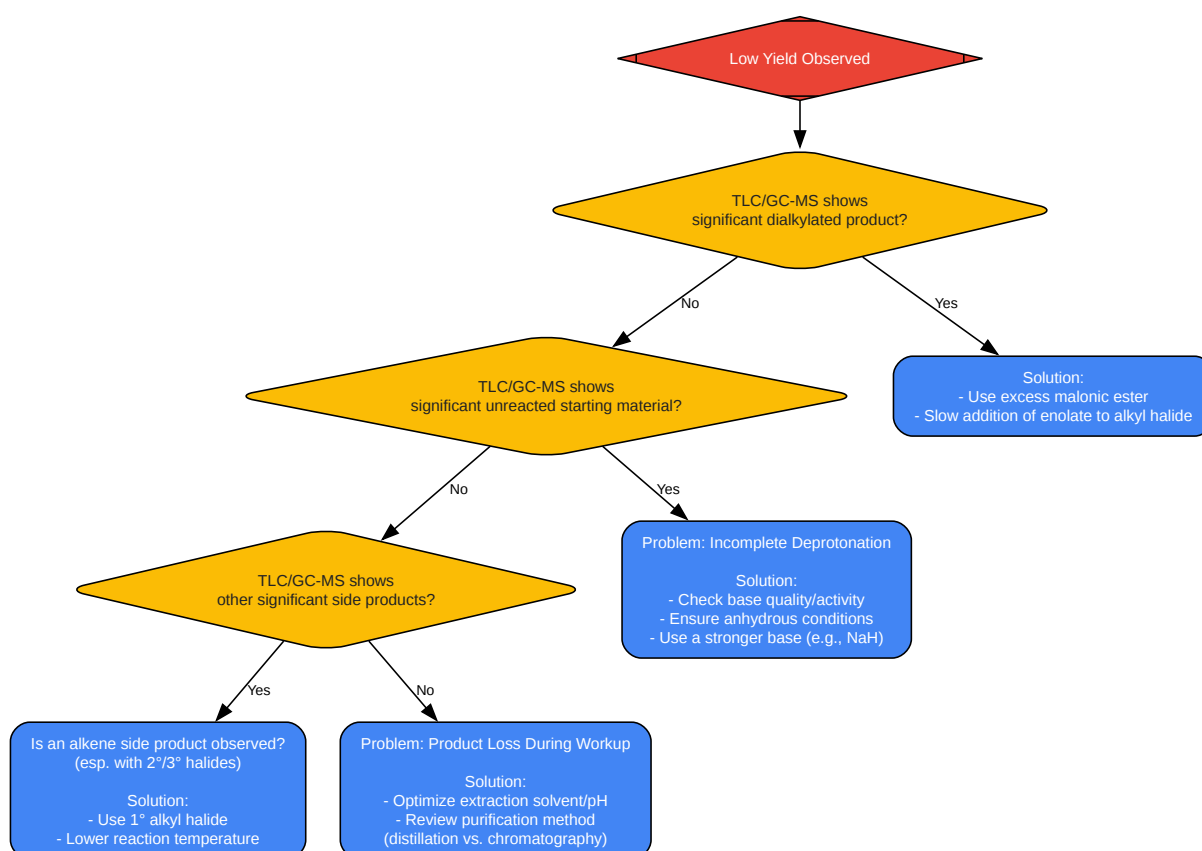 Low Yield Observed
TLC/GC-MS shows
significant dialkylated product?
No
Yes
TLC/GC-MS shows
significant unreacted starting material?
Solution:
- Use excess malonic ester
- Slow addition of enolate to alkyl halide
No
Yes
TLC/GC-MS shows
other significant side products?
Problem: Incomplete Deprotonation
Solution:
- Check base quality/activity
- Ensure anhydrous conditions
- Use a stronger base (e.g., NaH)
Yes
No
Is an alkene side product observed?
(esp. with 2°/3° halides)
Solution:
- Use 1° alkyl halide
- Lower reaction temperature
Problem: Product Loss During Workup
Solution:
- Optimize extraction solvent/pH
- Review purification method
(distillation vs. chromatography)